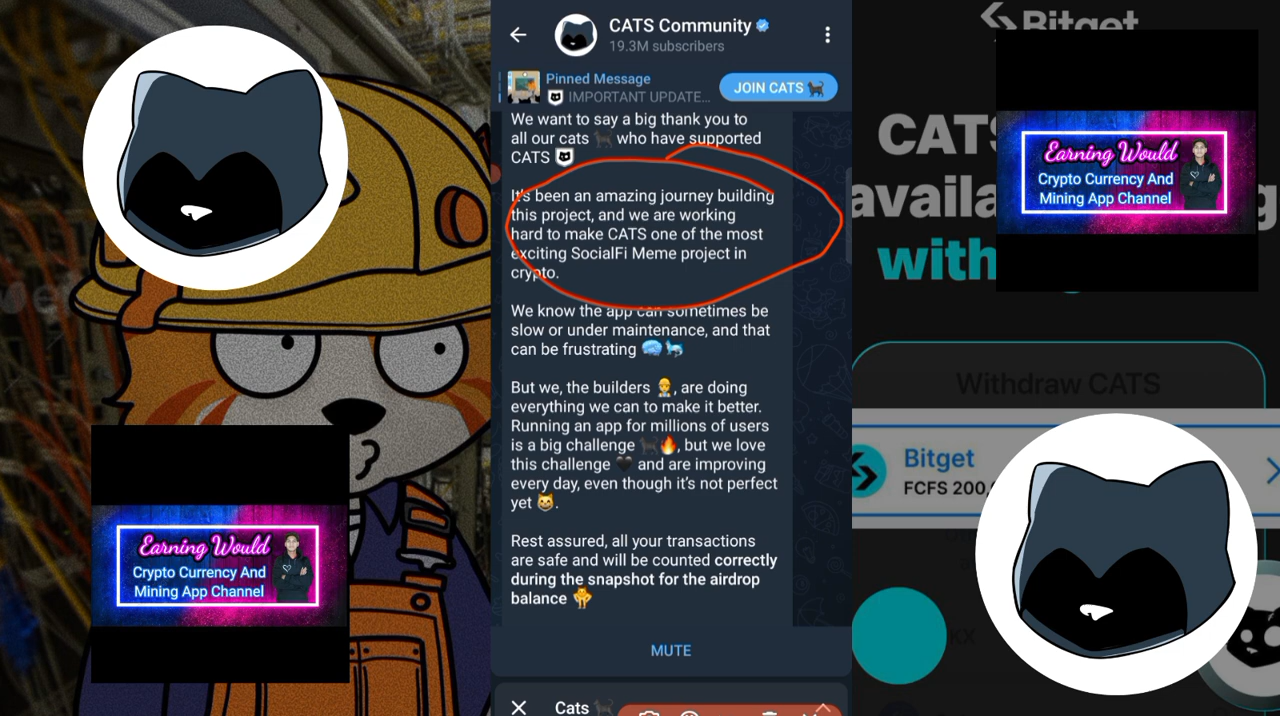 Earning Would
Crypto Currency And
Mining App Channel
CATS Community
19.3M subscribers
Pinned Message
IMPORTANT UPDATE...
JOIN CATS 🐈‍⬛
We want to say a big thank you to
all our cats 🐈‍⬛ who have supported
CATS
It's been an amazing journey building
this project, and we are working
hard to make CATS one of the most
exciting SocialFi Meme project in
crypto.
We know the app can sometimes be
slow or under maintenance, and that
can be frustrating
But we, the builders 👷, are doing
everything we can to make it better.
Running an app for millions of users
is a big challenge 🐈‍⬛🔥, but we love
this challenge 🖤 and are improving
every day, even though it's not perfect
yet 😸.
Rest assured, all your transactions
are safe and will be counted correctly
during the snapshot for the airdrop
balance 🐥
MUTE
Cats 🐈‍⬛
Bitget
CATS
availa
with
Earning Would
Crypto Currency And
Mining App Channel
Withdraw CATS
Bitget
FCFS 200,